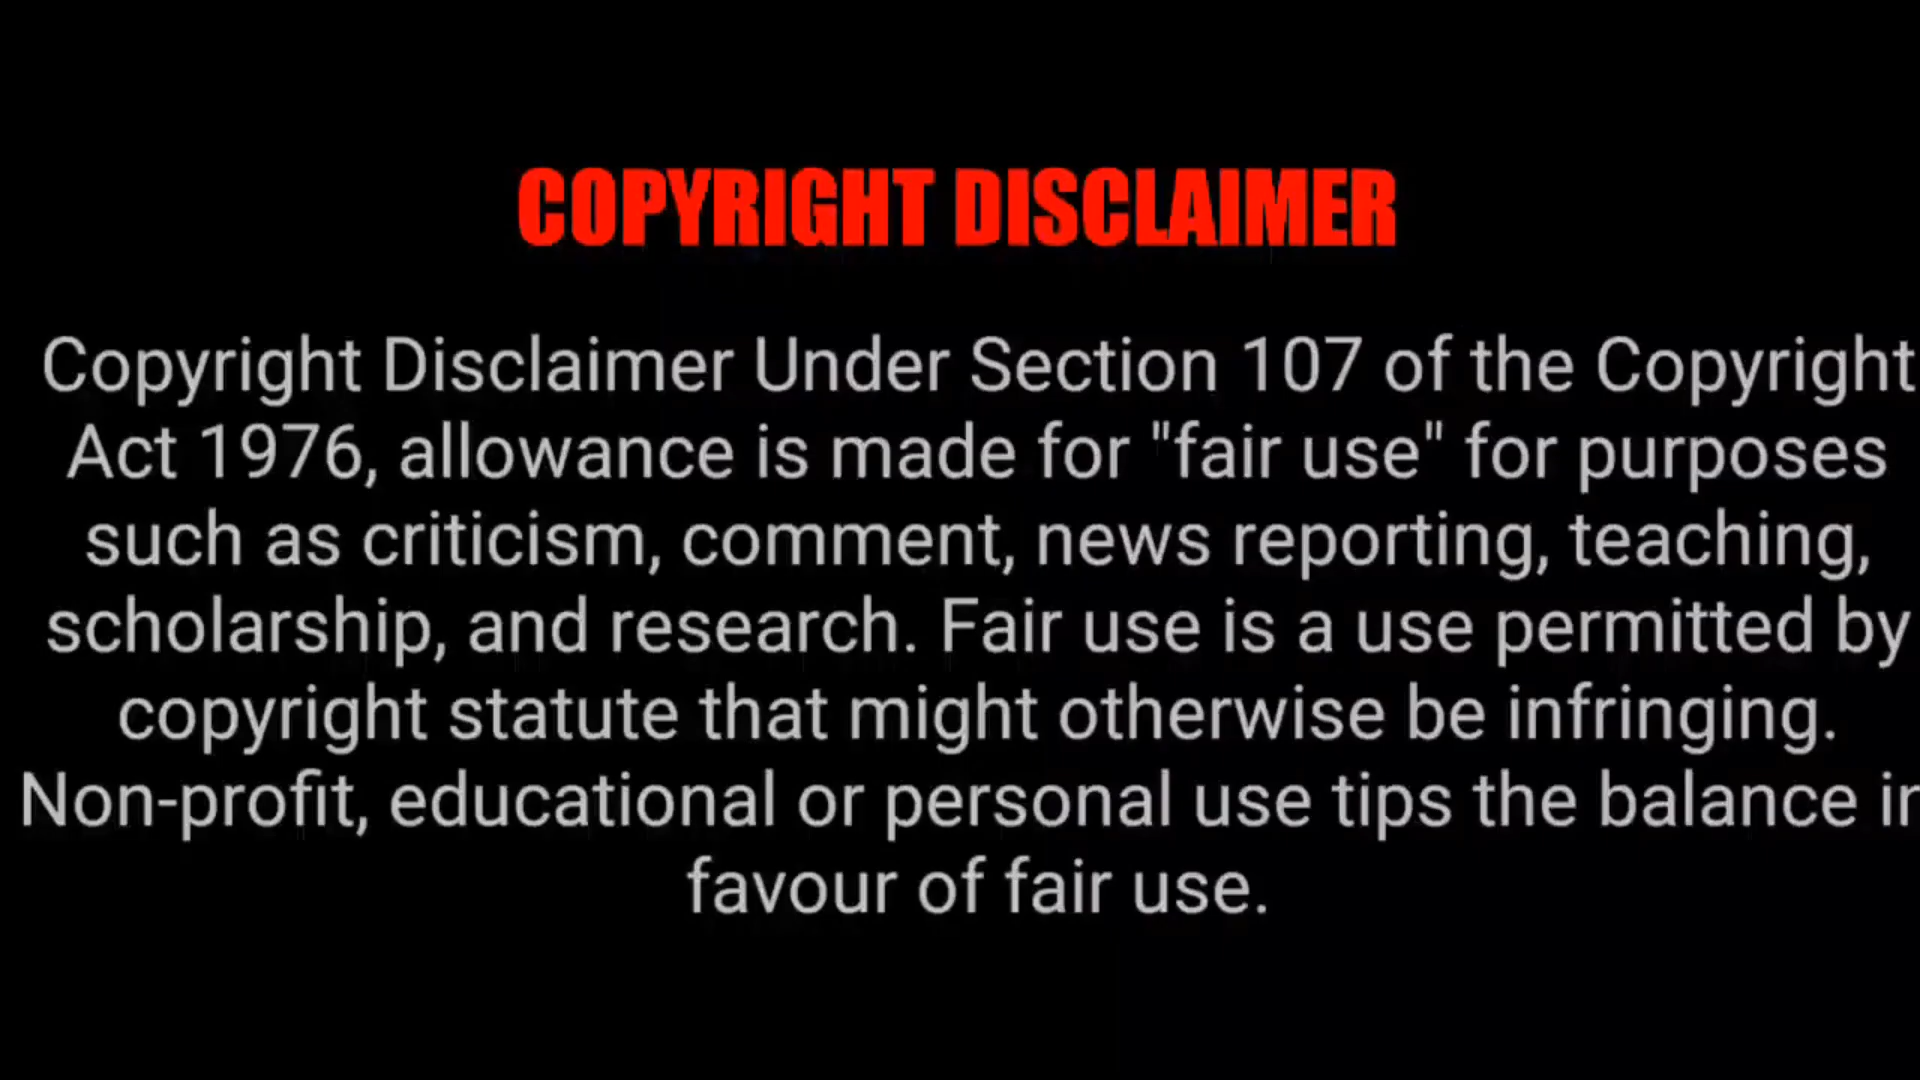 COPYRIGHT DISCLAIMER
Copyright Disclaimer Under Section 107 of the Copyright
Act 1976, allowance is made for "fair use" for purposes
such as criticism, comment, news reporting, teaching,
scholarship, and research. Fair use is a use permitted by
copyright statute that might otherwise be infringing.
Non-profit, educational or personal use tips the balance in
favour of fair use.